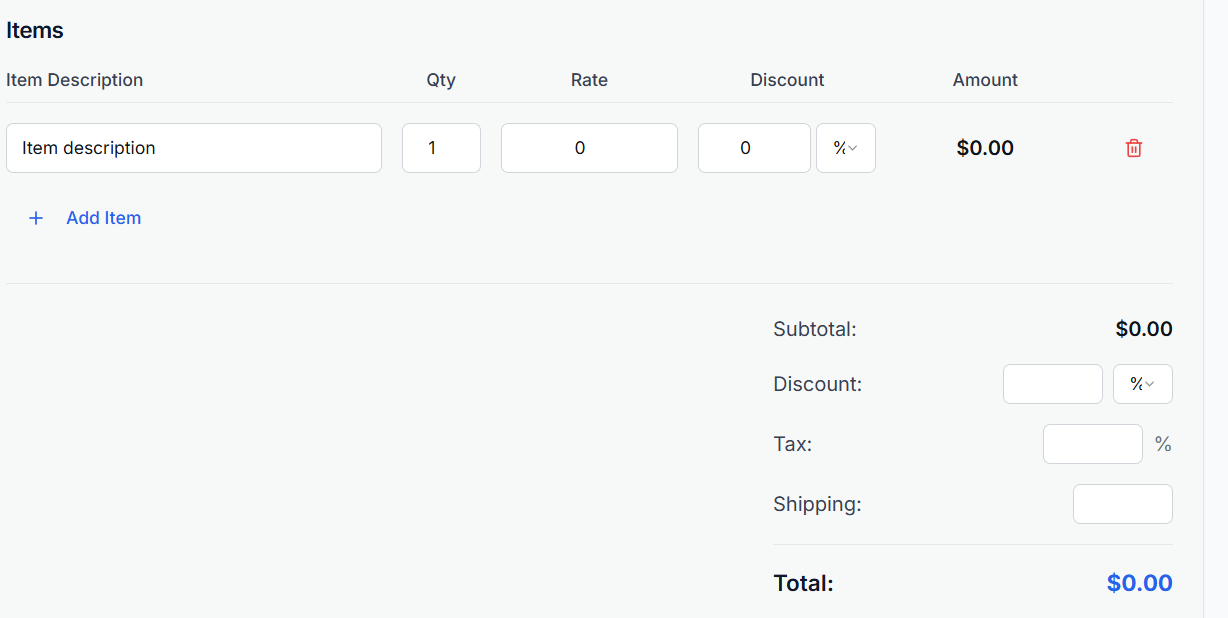 Items
Item Description Qty Rate Discount Amount
Item description 1 0 0 % $0.00
+ Add Item
Subtotal: $0.00
Discount: %
Tax: %
Shipping:
Total: $0.00